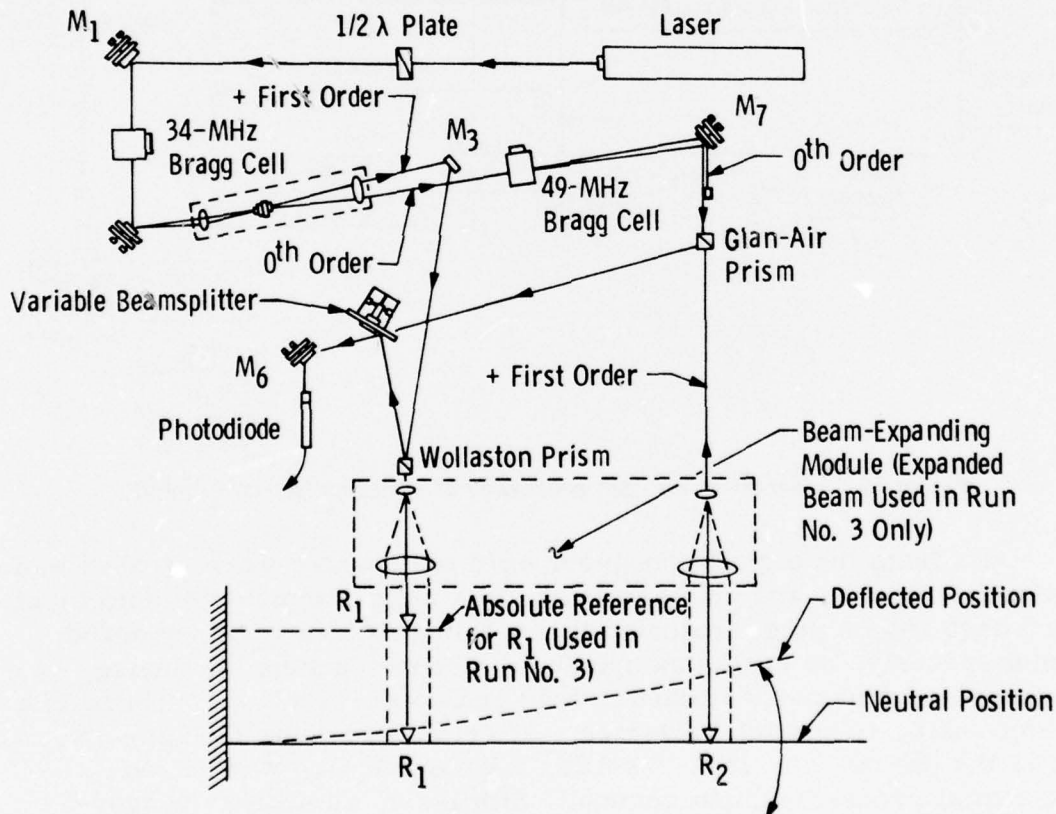 M1
1/2 λ Plate
Laser
+ First Order
34-MHz
Bragg Cell
M3
M7
0th Order
49-MHz
Bragg Cell
0th Order
Glan-Air
Prism
Variable Beamsplitter
M6
+ First Order
Photodiode
Wollaston Prism
Beam-Expanding
Module (Expanded
Beam Used in Run
No. 3 Only)
R1
Absolute Reference
for R1 (Used in
Run No. 3)
Deflected Position
Neutral Position
R1
R2